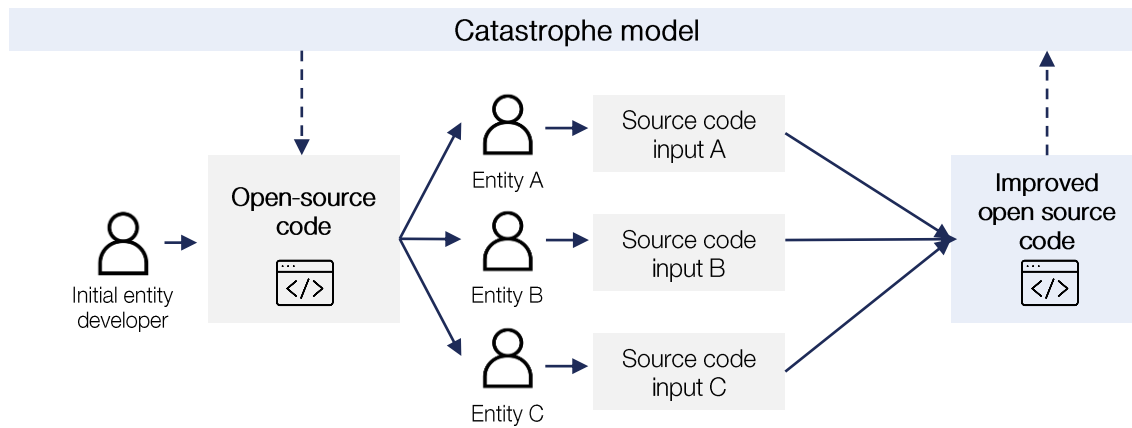 Catastrophe model
Open-source
code
</>
Initial entity
developer
Entity A
Entity B
Entity C
Source code
input A
Source code
input B
Source code
input C
Improved
open source
code
</>